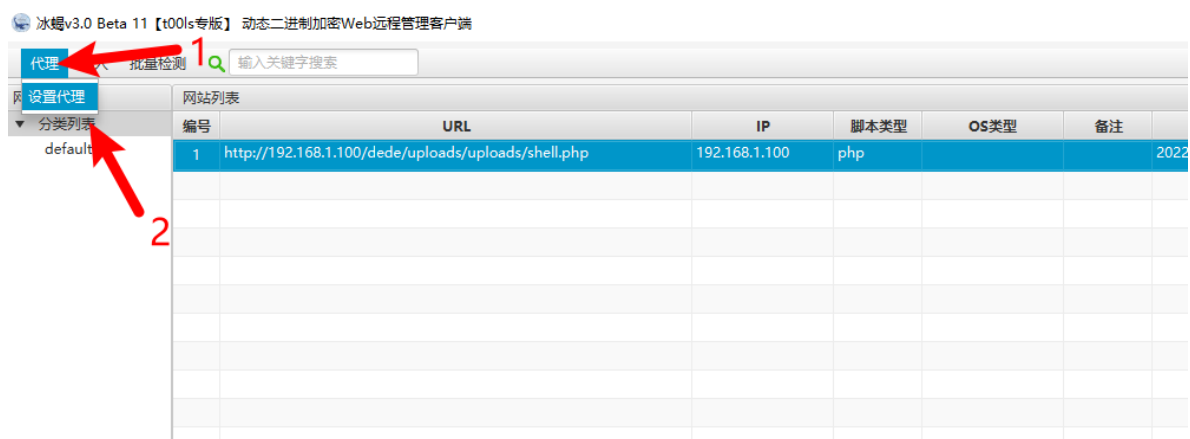 冰蝎v3.0 Beta 11【t00ls专版】 动态二进制加密Web远程管理客户端
代理 入 批量检测 输入关键字搜索
1
设置代理 网站列表
分类列表 编号 URL IP 脚本类型 OS类型 备注
default 1 http://192.168.1.100/dede/uploads/uploads/shell.php 192.168.1.100 php 2022
2